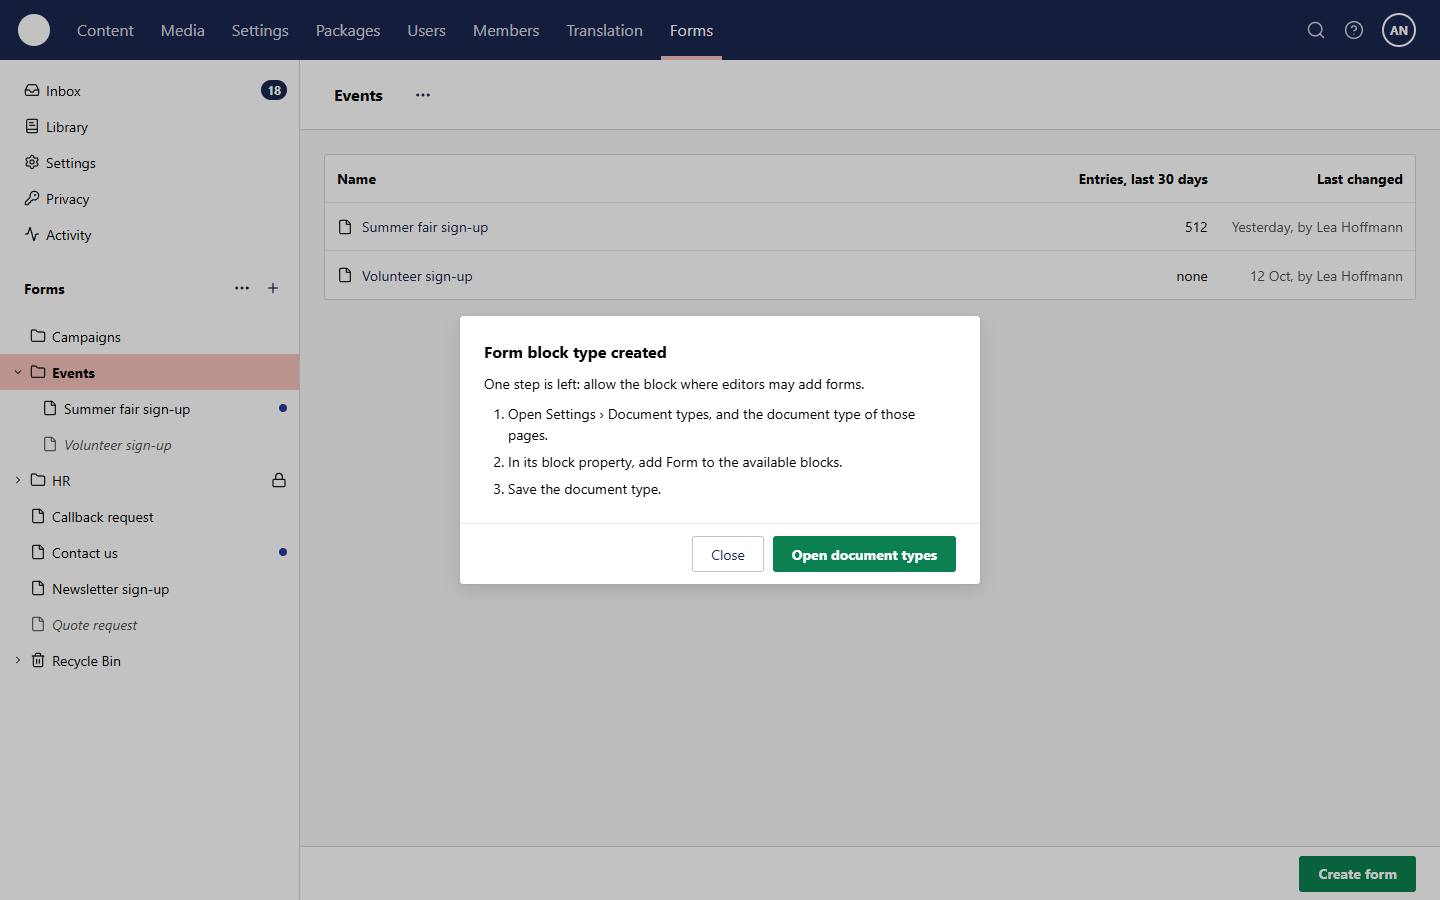 Content Media Settings Packages Users Members Translation Forms AN
Inbox 18
Library
Settings
Privacy
Activity
Forms
Campaigns
Events
Summer fair sign-up
Volunteer sign-up
HR
Callback request
Contact us
Newsletter sign-up
Quote request
Recycle Bin
Events
Name Entries, last 30 days Last changed
Summer fair sign-up 512 Yesterday, by Lea Hoffmann
Volunteer sign-up none 12 Oct, by Lea Hoffmann
Form block type created
One step is left: allow the block where editors may add forms.
1. Open Settings › Document types, and the document type of those
pages.
2. In its block property, add Form to the available blocks.
3. Save the document type.
Close Open document types
Create form